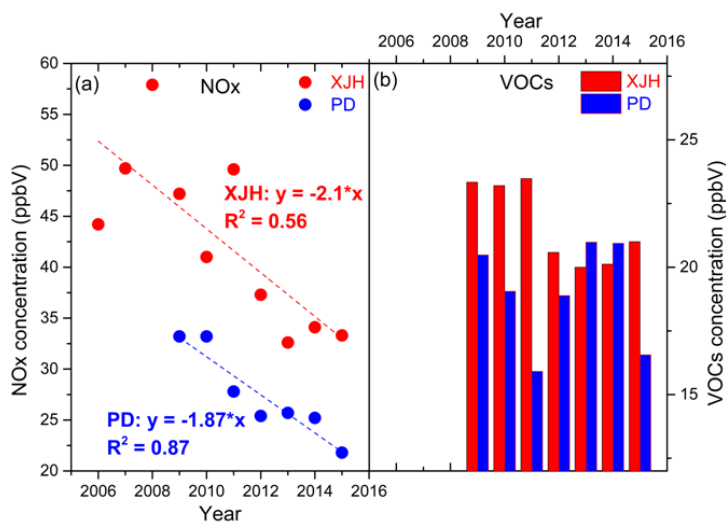 Year
2006 2008 2010 2012 2014 2016
(a) NOx
XJH
PD
60
55
50
45
40
35
30
25
20
NOx concentration (ppbV)
XJH: y = -2.1*x
R² = 0.56
PD: y = -1.87*x
R² = 0.87
2006 2008 2010 2012 2014 2016
Year
(b) VOCs
XJH
PD
25
20
15
VOCs concentration (ppbV)